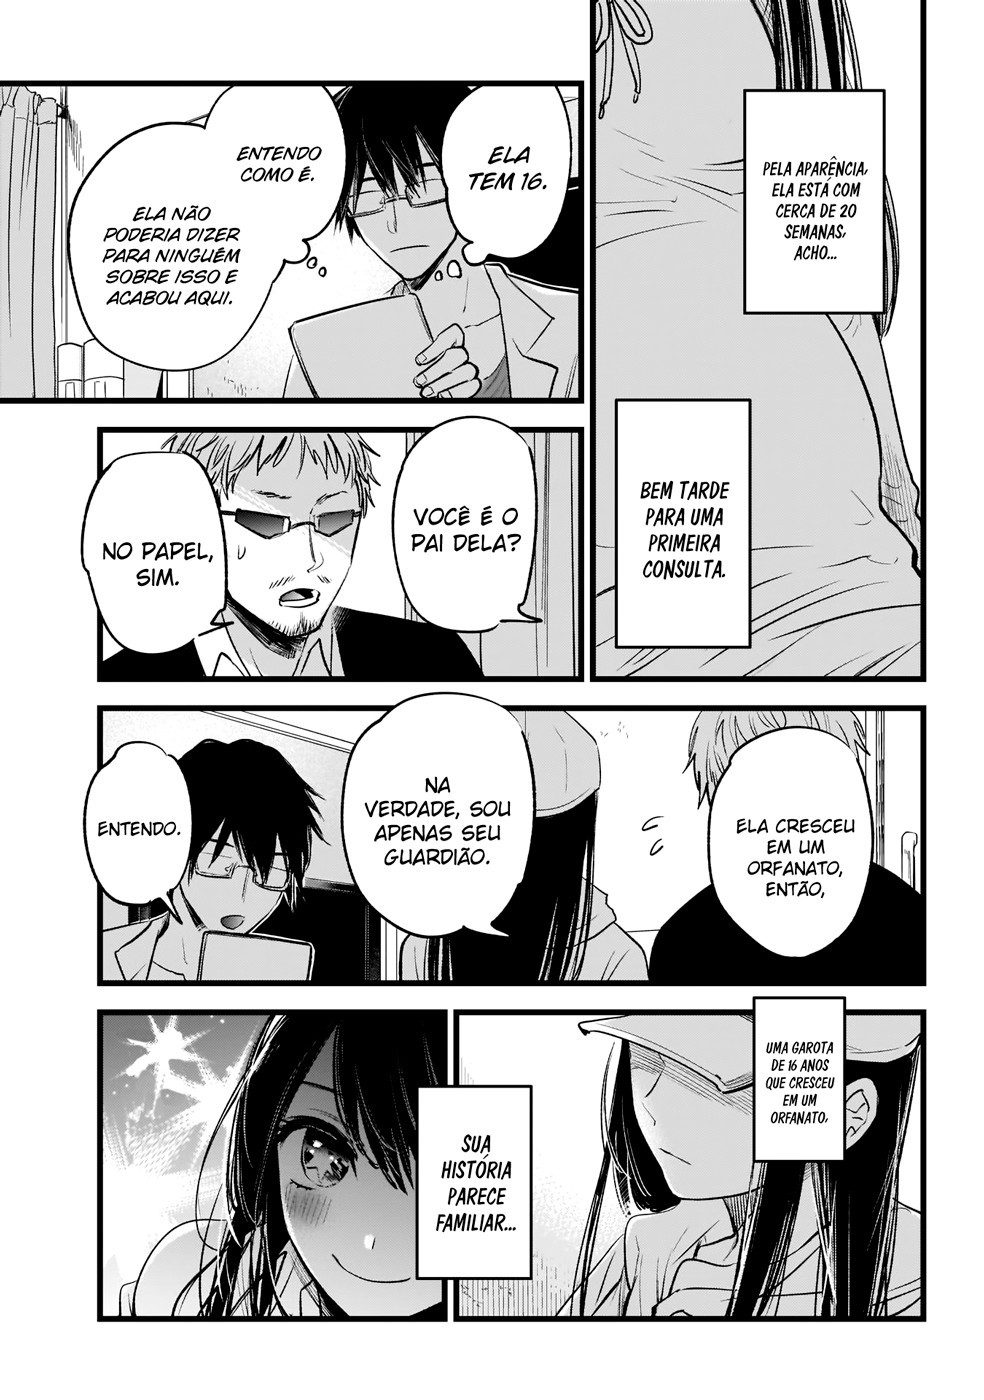 PELA APARÊNCIA,
ELA ESTÁ COM
CERCA DE 20
SEMANAS,
ACHO...
BEM TARDE
PARA UMA
PRIMEIRA
CONSULTA.
ELA
TEM 16.
ENTENDO
COMO É.
ELA NÃO
PODERIA DIZER
PARA NINGUÉM
SOBRE ISSO E
ACABOU AQUI.
VOCÊ É O
PAI DELA?
NO PAPEL,
SIM.
ELA CRESCEU
EM UM
ORFANATO,
ENTÃO,
NA
VERDADE, SOU
APENAS SEU
GUARDIÃO.
ENTENDO.
UMA GAROTA
DE 16 ANOS
QUE CRESCEU
EM UM
ORFANATO,
SUA
HISTÓRIA
PARECE
FAMILIAR...